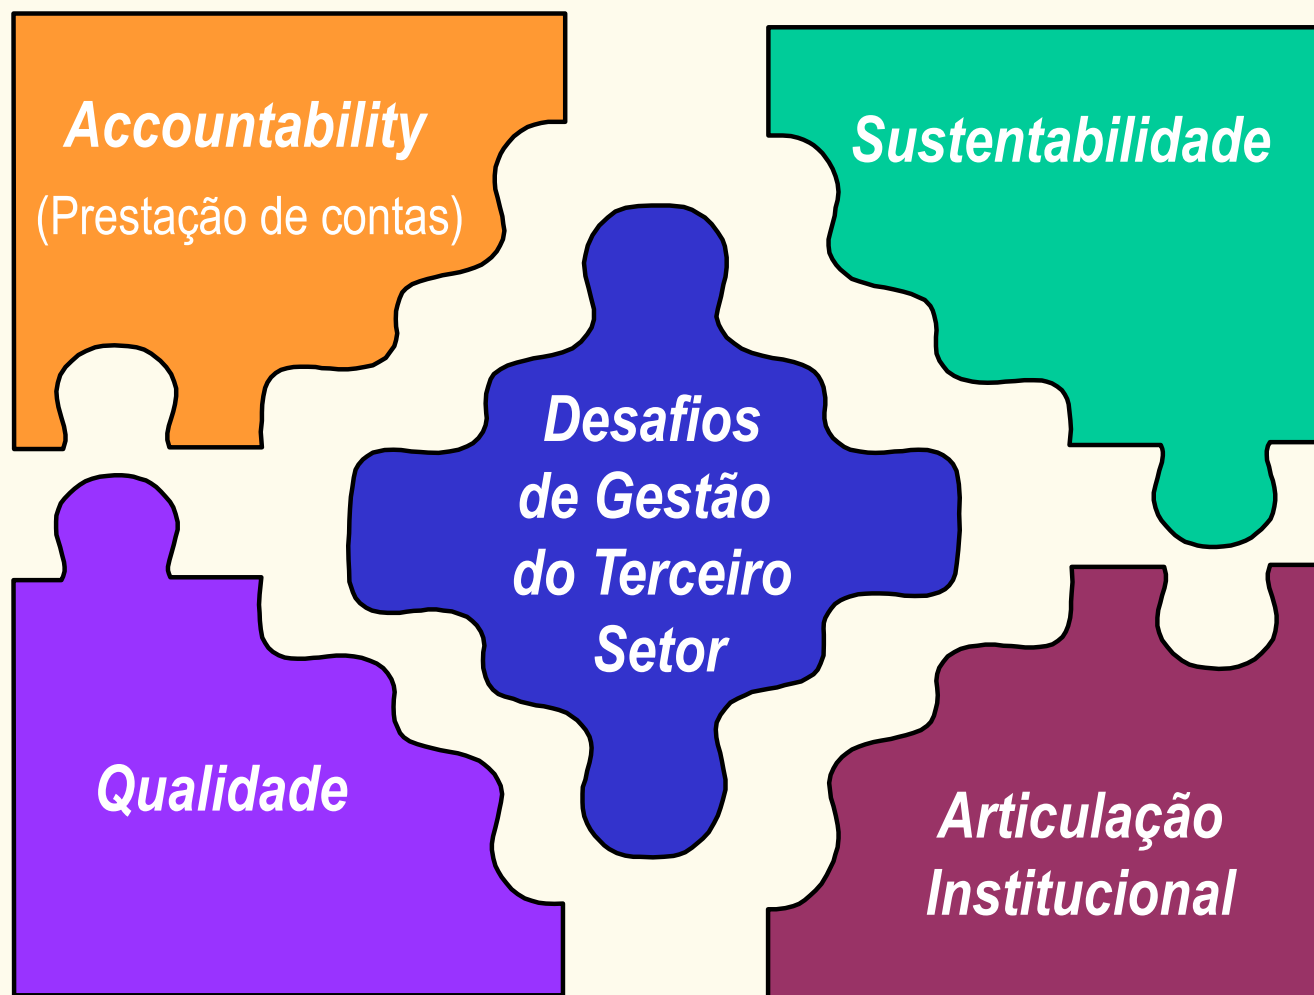 Accountability
(Prestação de contas)
Sustentabilidade
Desafios
de Gestão
do Terceiro
Setor
Qualidade
Articulação
Institucional